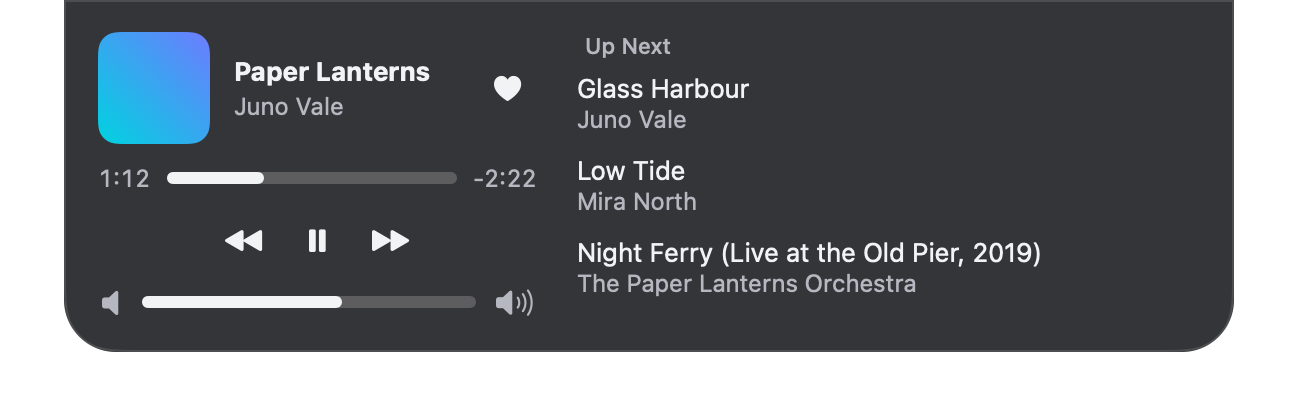 Paper Lanterns
Juno Vale
1:12
-2:22
Up Next
Glass Harbour
Juno Vale
Low Tide
Mira North
Night Ferry (Live at the Old Pier, 2019)
The Paper Lanterns Orchestra